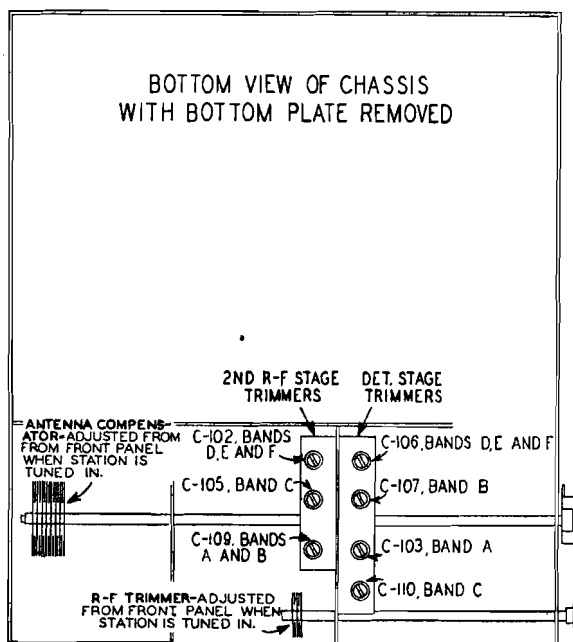 BOTTOM VIEW OF CHASSIS
WITH BOTTOM PLATE REMOVED
2ND R-F STAGE
TRIMMERS
DET. STAGE
TRIMMERS
ANTENNA COMPENS-
ATOR-ADJUSTED FROM
FROM FRONT PANEL
WHEN STATION IS
TUNED IN.
C-102, BANDS
D,E AND F
C-105, BAND C
C-109, BANDS
A AND B
C-106, BANDS D,E AND F
C-107, BAND B
C-103, BAND A
C-110, BAND C
R-F TRIMMER-ADJUSTED
FROM FRONT PANEL WHEN
STATION IS TUNED IN.